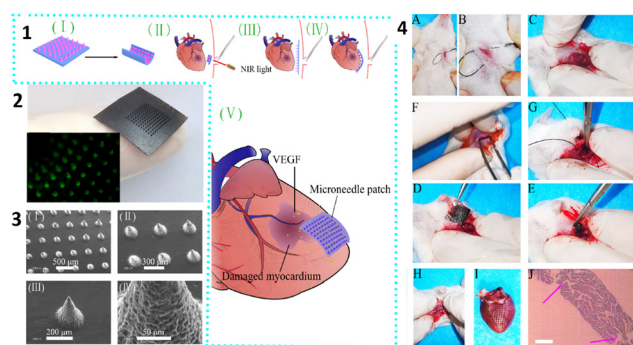 1
(I)
(II)
(III)
(IV)
NIR light
2
(V)
VEGF
Microneedle patch
Damaged myocardium
3
(I)
500 μm
(II)
300 μm
(III)
200 μm
(IV)
50 μm
4
A
B
C
F
G
D
E
H
I
J